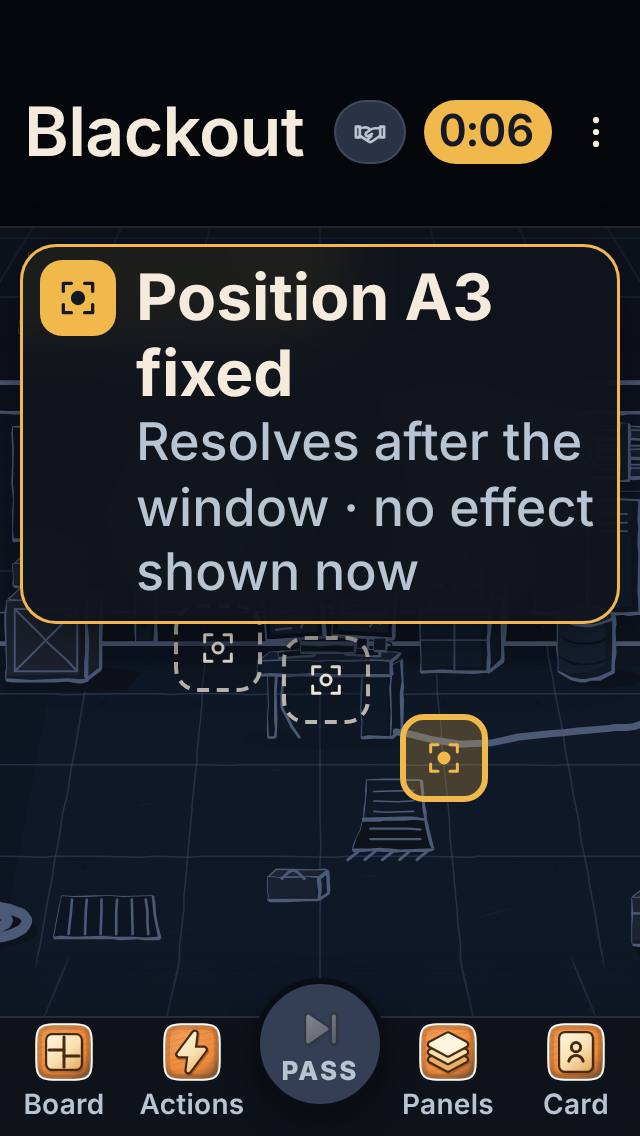 Blackout
0:06
Position A3
fixed
Resolves after the
window · no effect
shown now
PASS
Board
Actions
Panels
Card